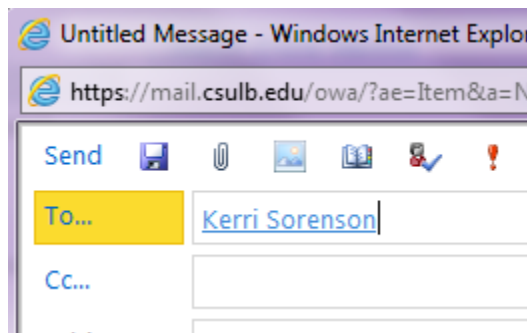 Untitled Message - Windows Internet Explor
https://mail.csulb.edu/owa/?ae=Item&a=N
Send
To... Kerri Sorenson
Cc...